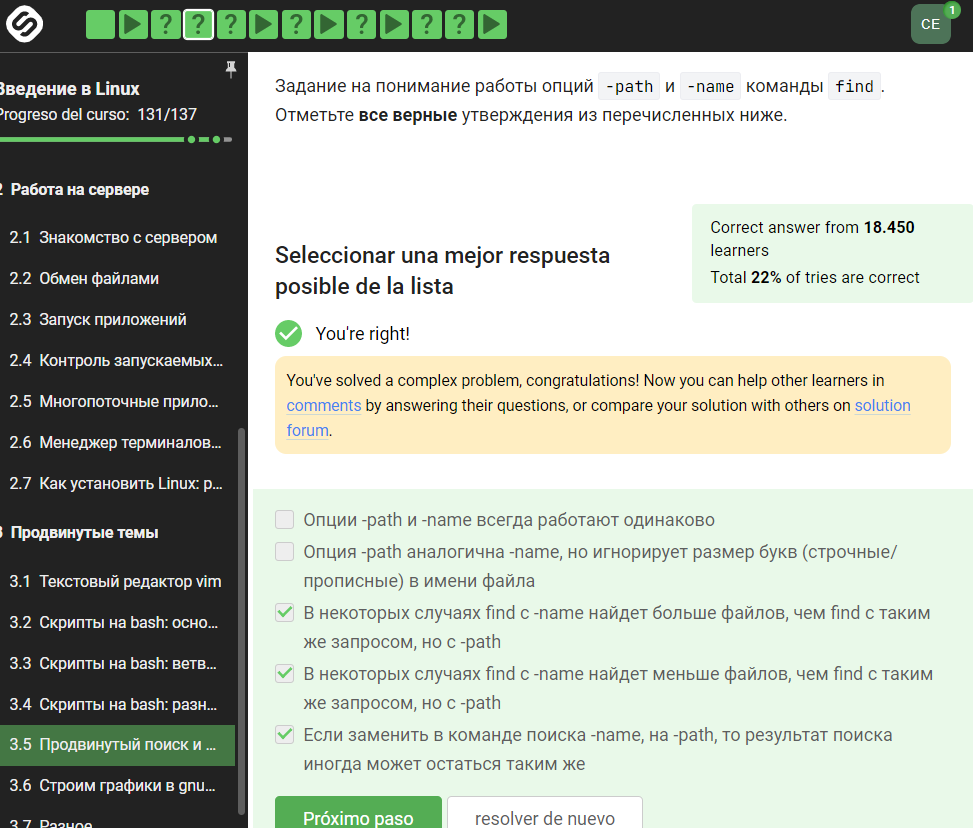 ? ? ? ? ? ? ?
CE 1
Введение в Linux
Progreso del curso: 131/137
2 Работа на сервере
2.1 Знакомство с сервером
2.2 Обмен файлами
2.3 Запуск приложений
2.4 Контроль запускаемых...
2.5 Многопоточные прило...
2.6 Менеджер терминалов...
2.7 Как установить Linux: р...
3 Продвинутые темы
3.1 Текстовый редактор vim
3.2 Скрипты на bash: осно...
3.3 Скрипты на bash: ветв...
3.4 Скрипты на bash: разн...
3.5 Продвинутый поиск и ...
3.6 Строим графики в gnu...
3.7 Разное
Задание на понимание работы опций -path и -name команды find.
Отметьте все верные утверждения из перечисленных ниже.
Correct answer from 18.450
learners
Total 22% of tries are correct
Seleccionar una mejor respuesta
posible de la lista
You're right!
You've solved a complex problem, congratulations! Now you can help other learners in
comments by answering their questions, or compare your solution with others on solution
forum.
Опции -path и -name всегда работают одинаково
Опция -path аналогична -name, но игнорирует размер букв (строчные/
прописные) в имени файла
В некоторых случаях find с -name найдет больше файлов, чем find с таким
же запросом, но с -path
В некоторых случаях find с -name найдет меньше файлов, чем find с таким
же запросом, но с -path
Если заменить в команде поиска -name, на -path, то результат поиска
иногда может остаться таким же
Próximo paso
resolver de nuevo